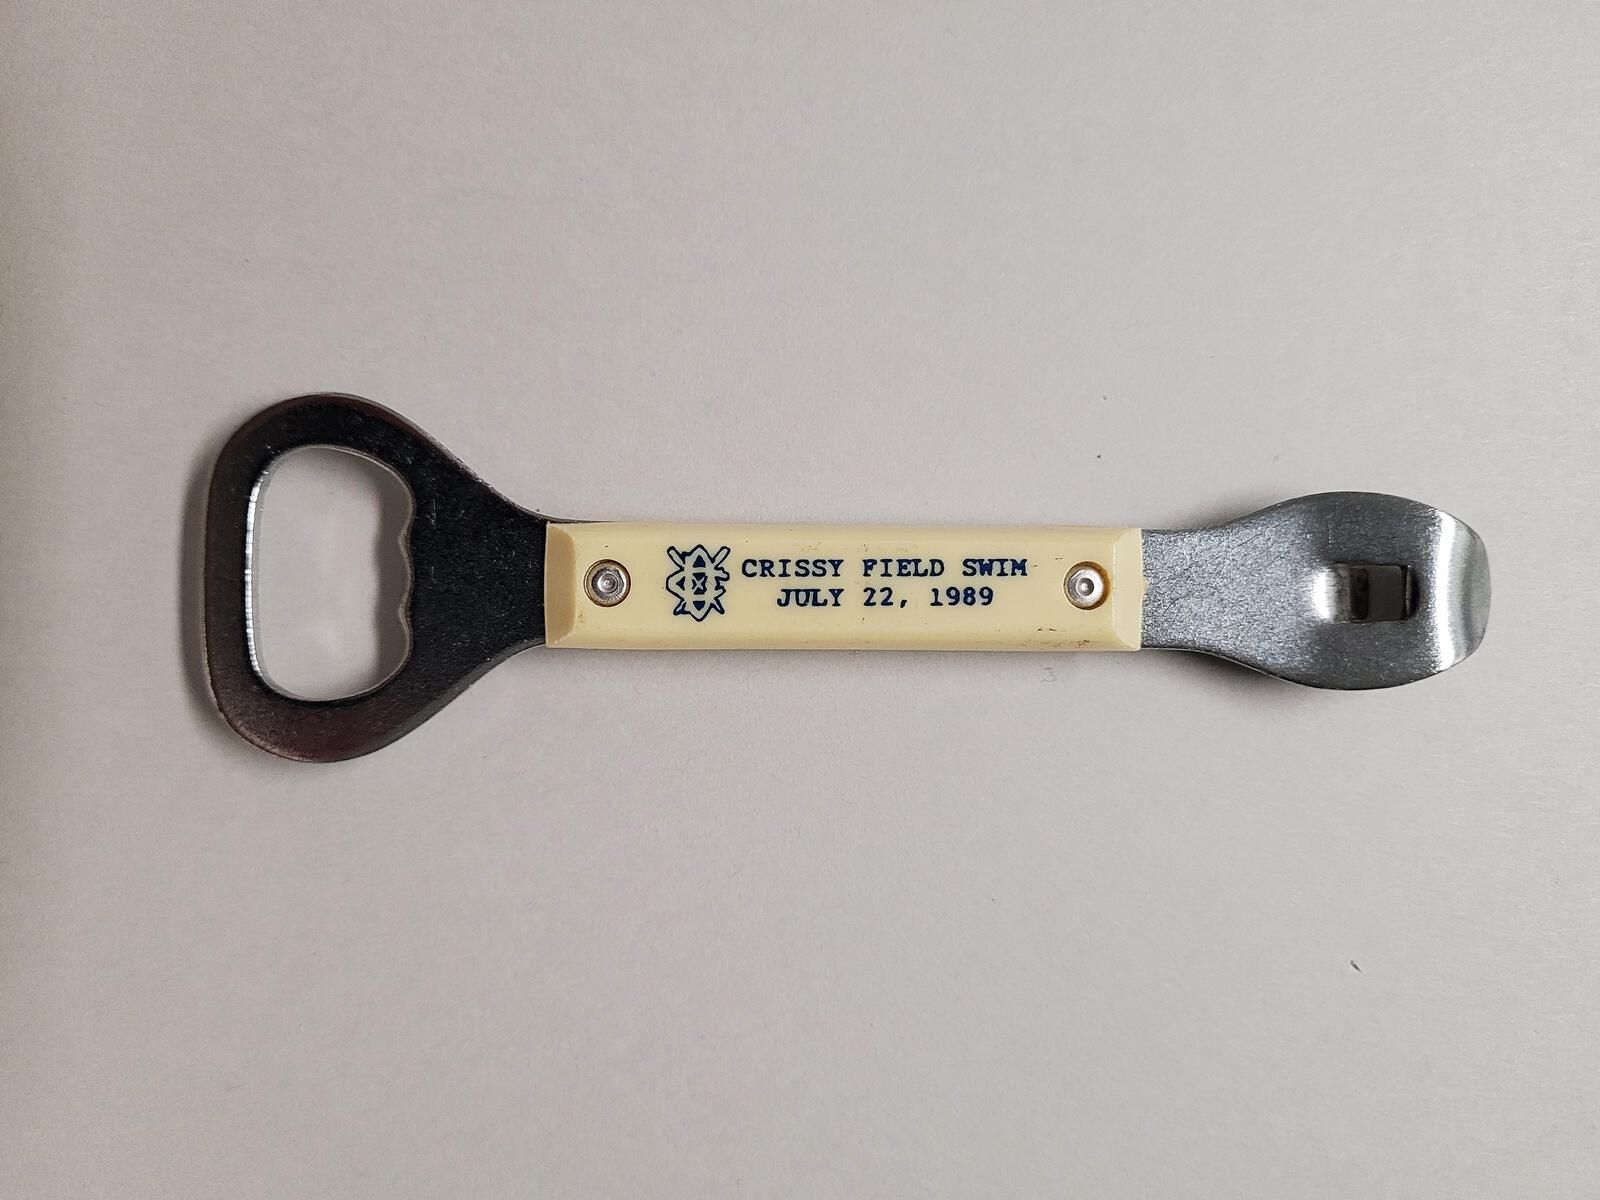 CRISSY FIELD SWIM
JULY 22, 1989